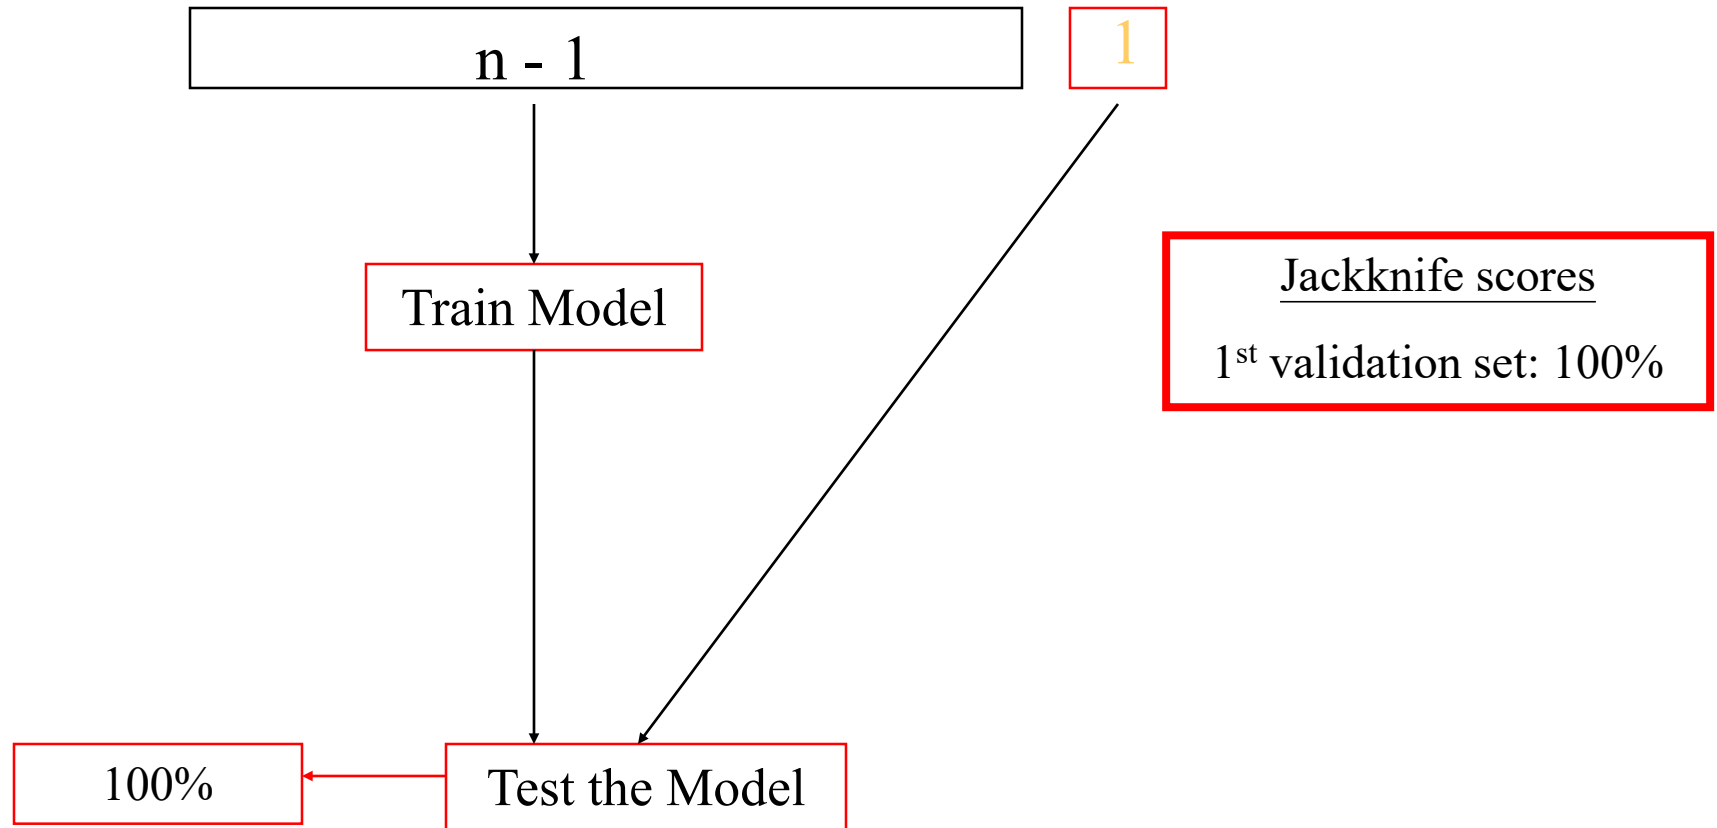 n - 1
1
Train Model
Jackknife scores
1st validation set: 100%
100%
Test the Model